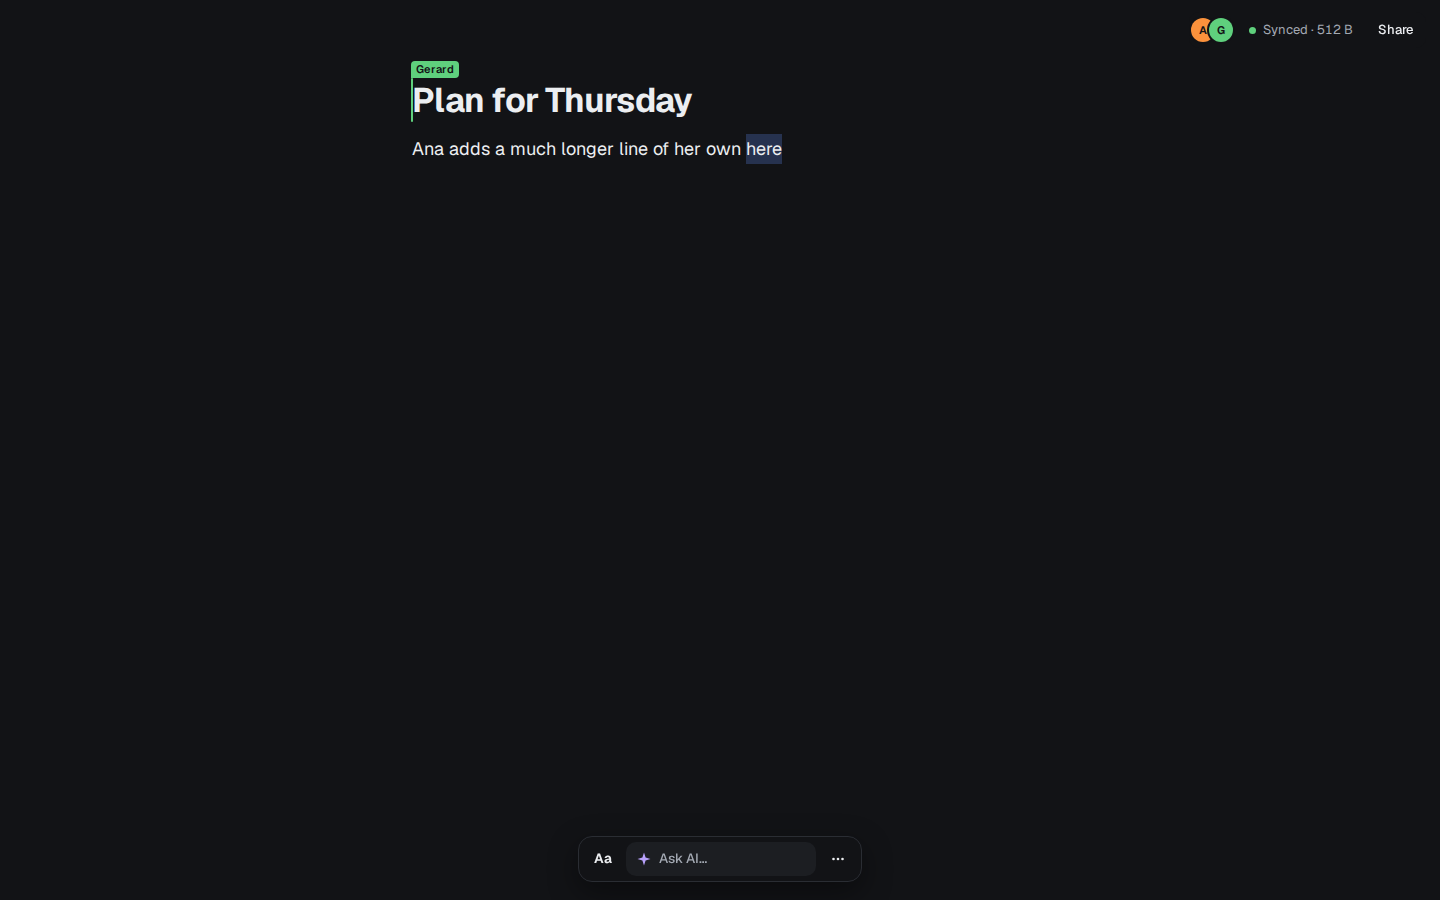 A G Synced · 512 B Share
Gerard
Plan for Thursday
Ana adds a much longer line of her own here
Aa Ask AI...